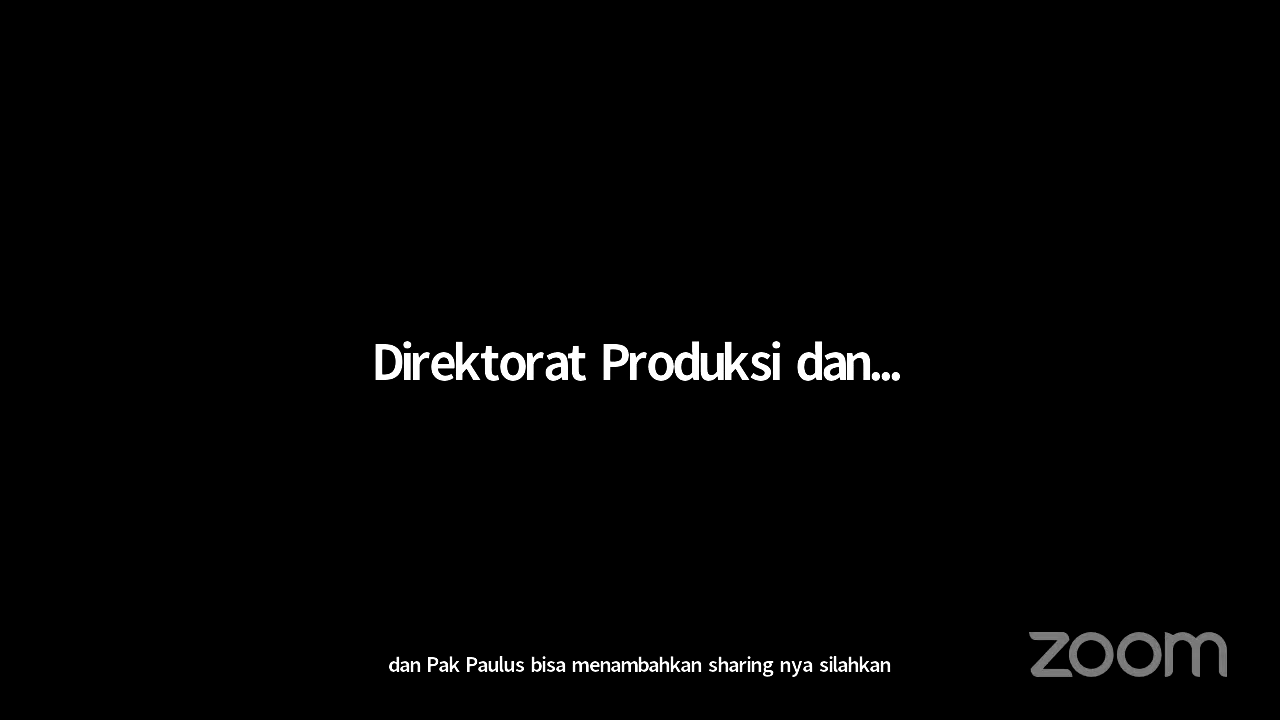 Direktorat Produksi dan...
dan Pak Paulus bisa menambahkan sharing nya silahkan
zoom